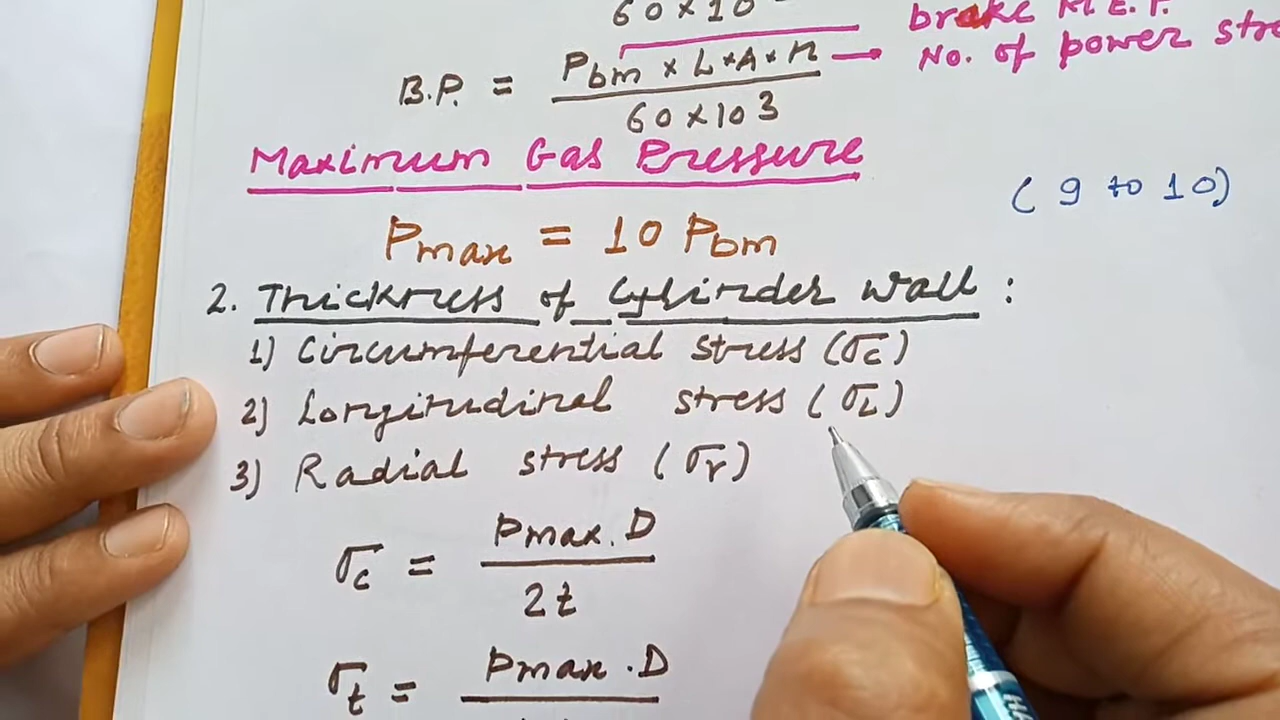 60 × 10
brake M.E.P.
B.P. = Pbm × L × A × n / 60 × 10³ → No. of power
Maximum Gas Pressure
(9 to 10)
Pmax = 10 Pbm
2. Thickness of Cylinder Wall :
1) Circumferential stress (σc)
2) Longitudinal stress (σL)
3) Radial stress (σr)
σc = Pmax. D / 2t
σt = Pmax. D